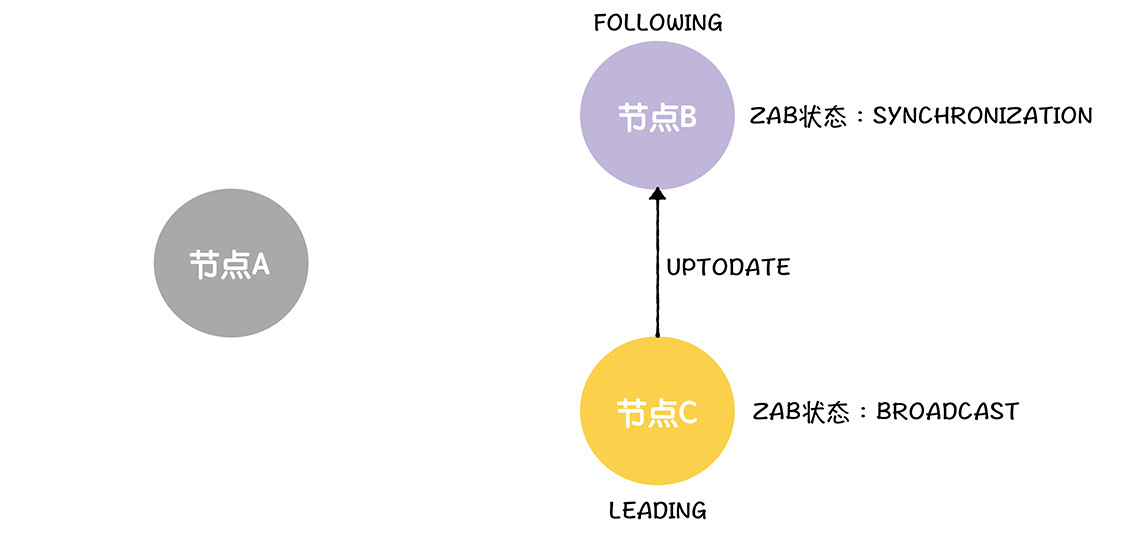 FOLLOWING
节点B
ZAB状态：SYNCHRONIZATION
节点A
UPTODATE
节点C
ZAB状态：BROADCAST
LEADING